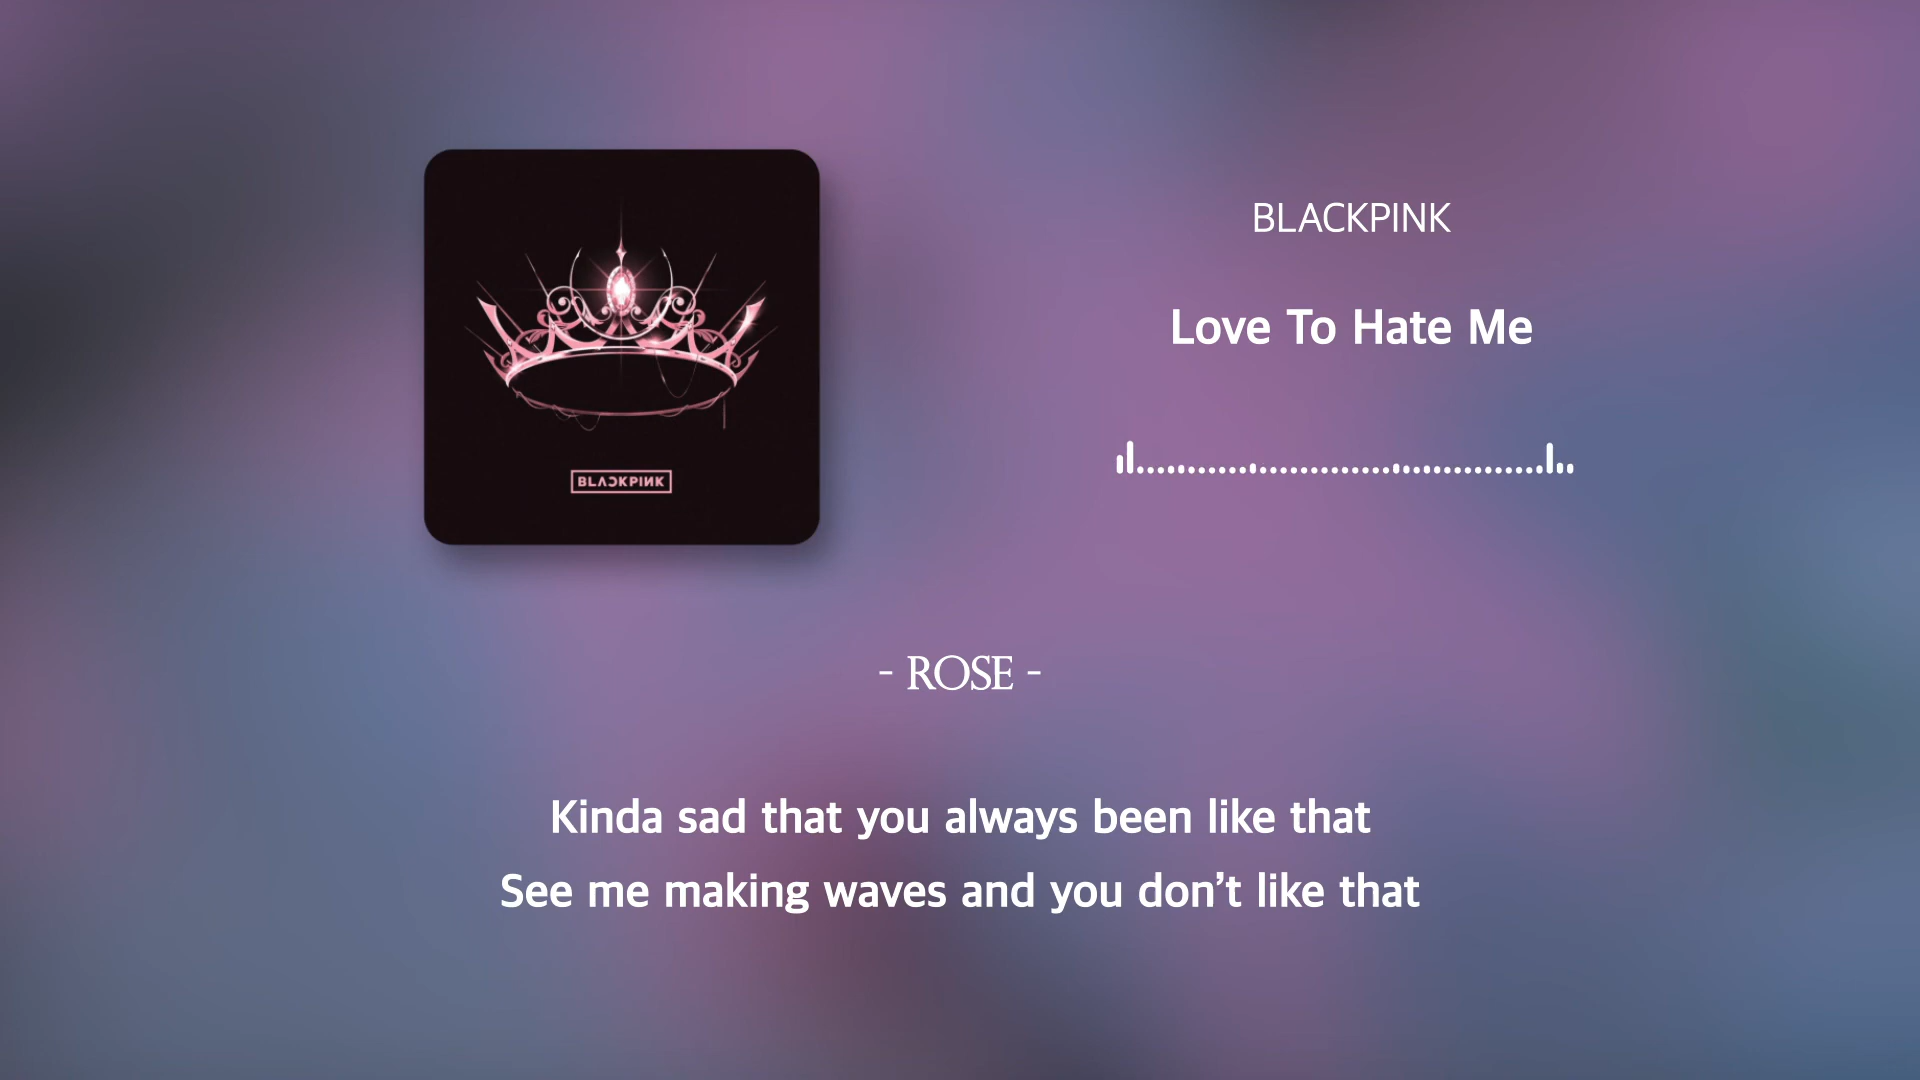 BLACKPINK
BLACKPINK
Love To Hate Me
- ROSE -
Kinda sad that you always been like that
See me making waves and you don’t like that